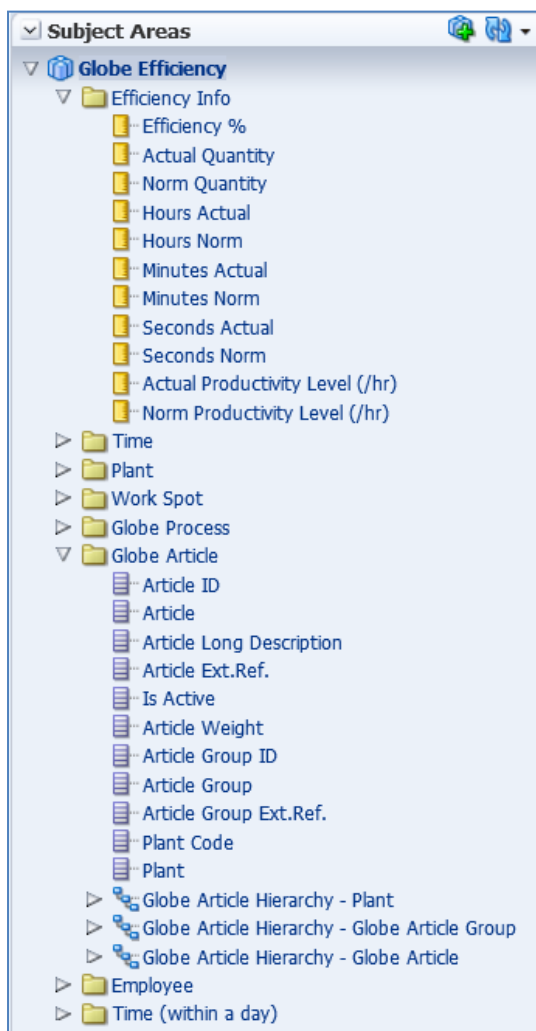 Subject Areas
Globe Efficiency
Efficiency Info
Efficiency %
Actual Quantity
Norm Quantity
Hours Actual
Hours Norm
Minutes Actual
Minutes Norm
Seconds Actual
Seconds Norm
Actual Productivity Level (/hr)
Norm Productivity Level (/hr)
Time
Plant
Work Spot
Globe Process
Globe Article
Article ID
Article
Article Long Description
Article Ext.Ref.
Is Active
Article Weight
Article Group ID
Article Group
Article Group Ext.Ref.
Plant Code
Plant
Globe Article Hierarchy - Plant
Globe Article Hierarchy - Globe Article Group
Globe Article Hierarchy - Globe Article
Employee
Time (within a day)